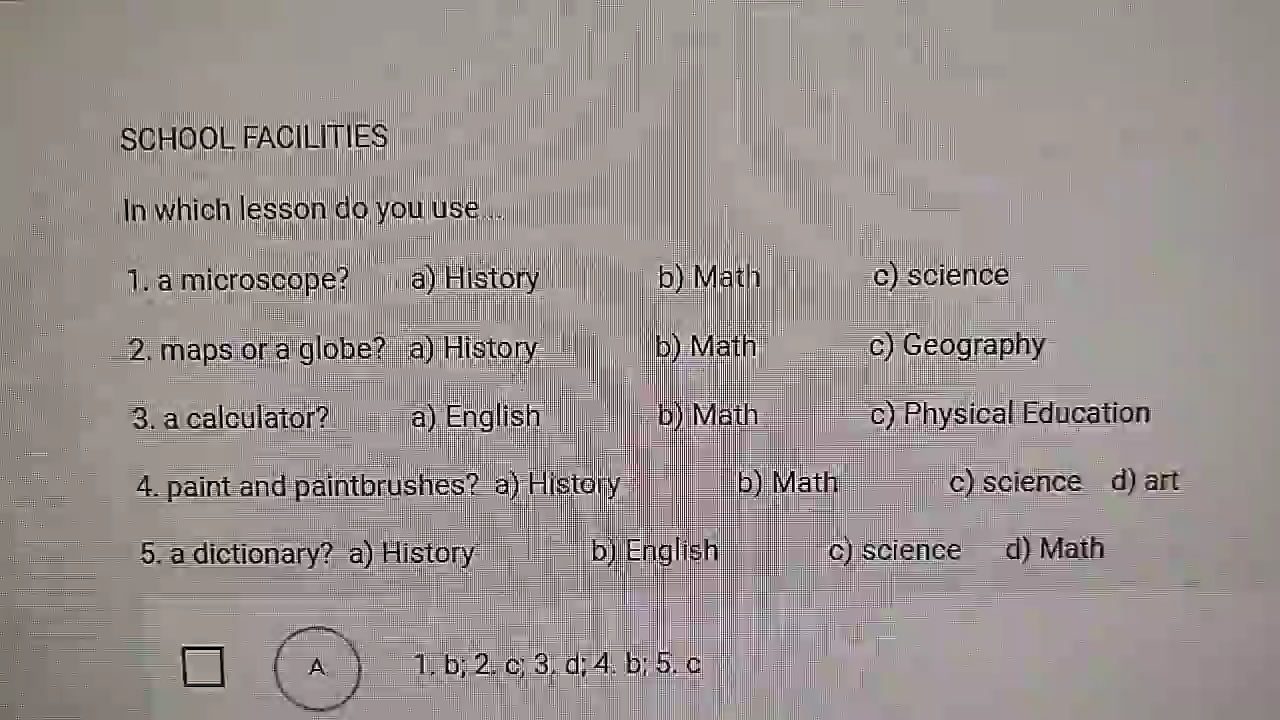 SCHOOL FACILITIES
In which lesson do you use...
1. a microscope? a) History b) Math c) science
2. maps or a globe? a) History b) Math c) Geography
3. a calculator? a) English b) Math c) Physical Education
4. paint and paintbrushes? a) History b) Math c) science d) art
5. a dictionary? a) History b) English c) science d) Math
A 1. b; 2. c; 3. d; 4. b; 5. c